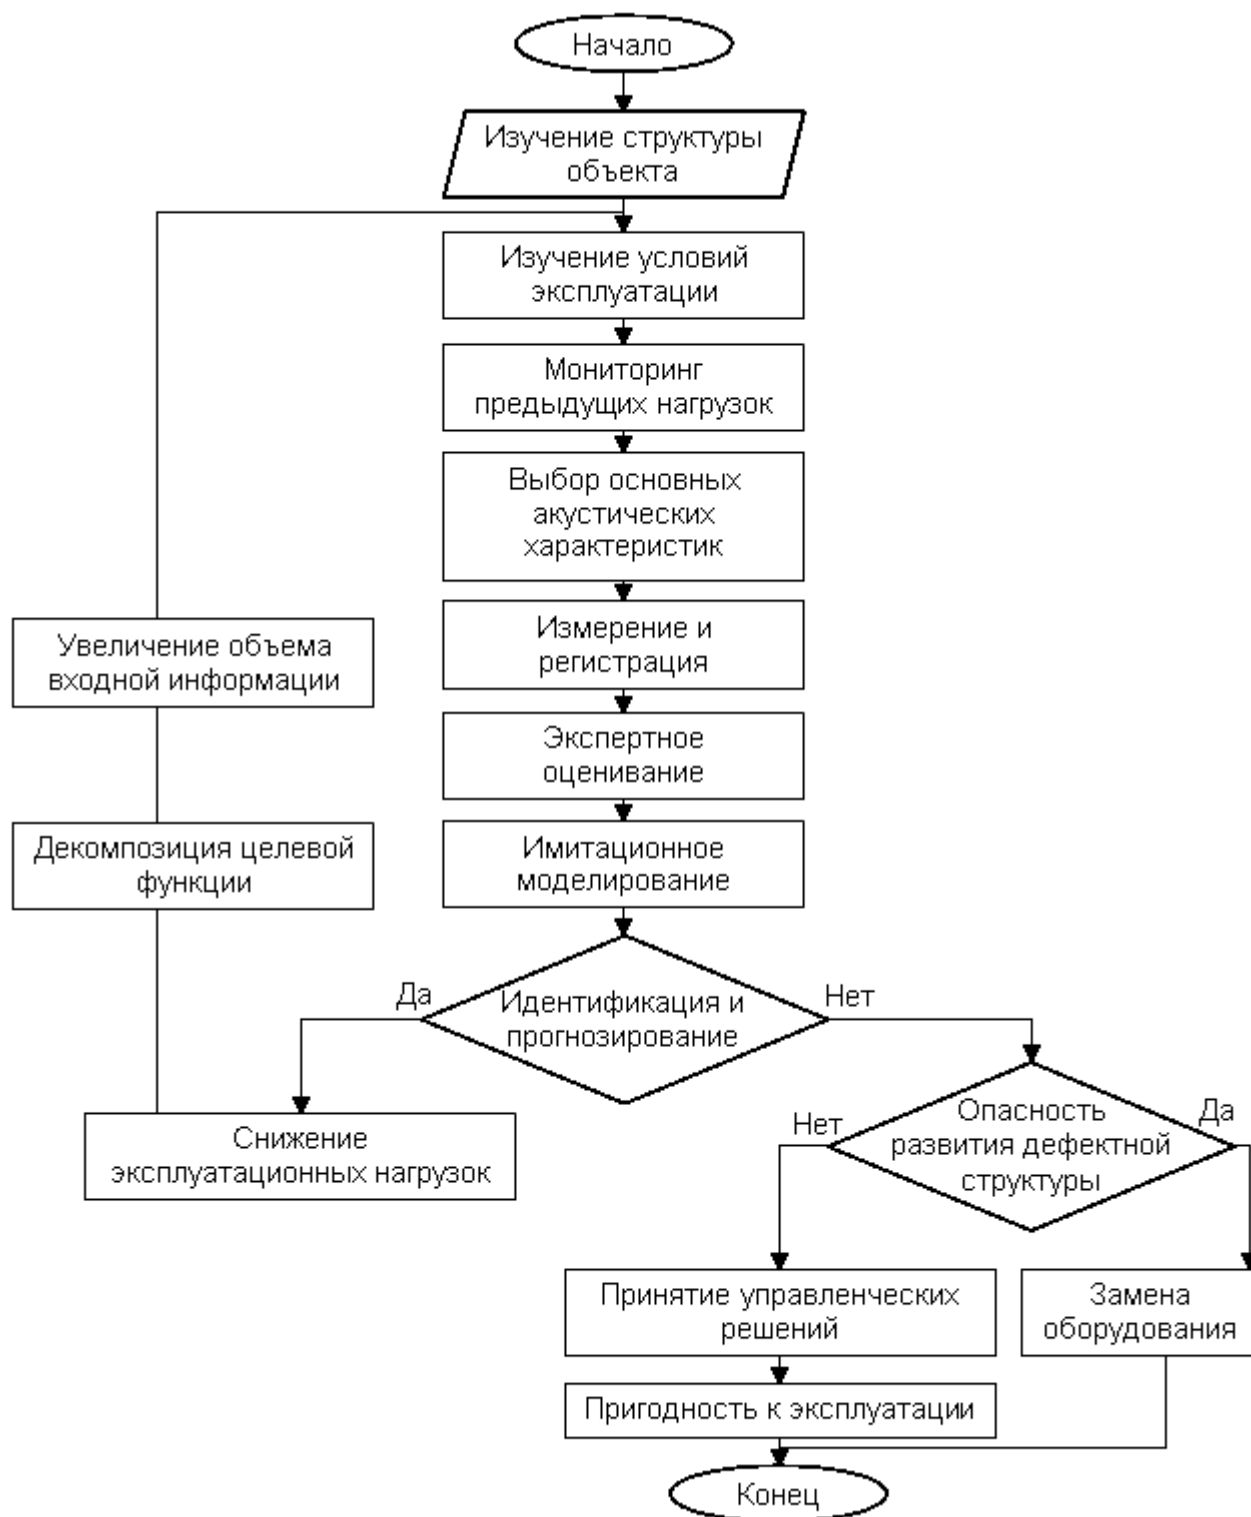 Начало
Изучение структуры
объекта
Изучение условий
эксплуатации
Мониторинг
предыдущих нагрузок
Выбор основных
акустических
характеристик
Измерение и
регистрация
Увеличение объема
входной информации
Экспертное
оценивание
Декомпозиция целевой
функции
Имитационное
моделирование
Да
Идентификация и
прогнозирование
Нет
Снижение
эксплуатационных нагрузок
Нет
Опасность
развития дефектной
структуры
Да
Принятие управленческих
решений
Замена
оборудования
Пригодность к эксплуатации
Конец